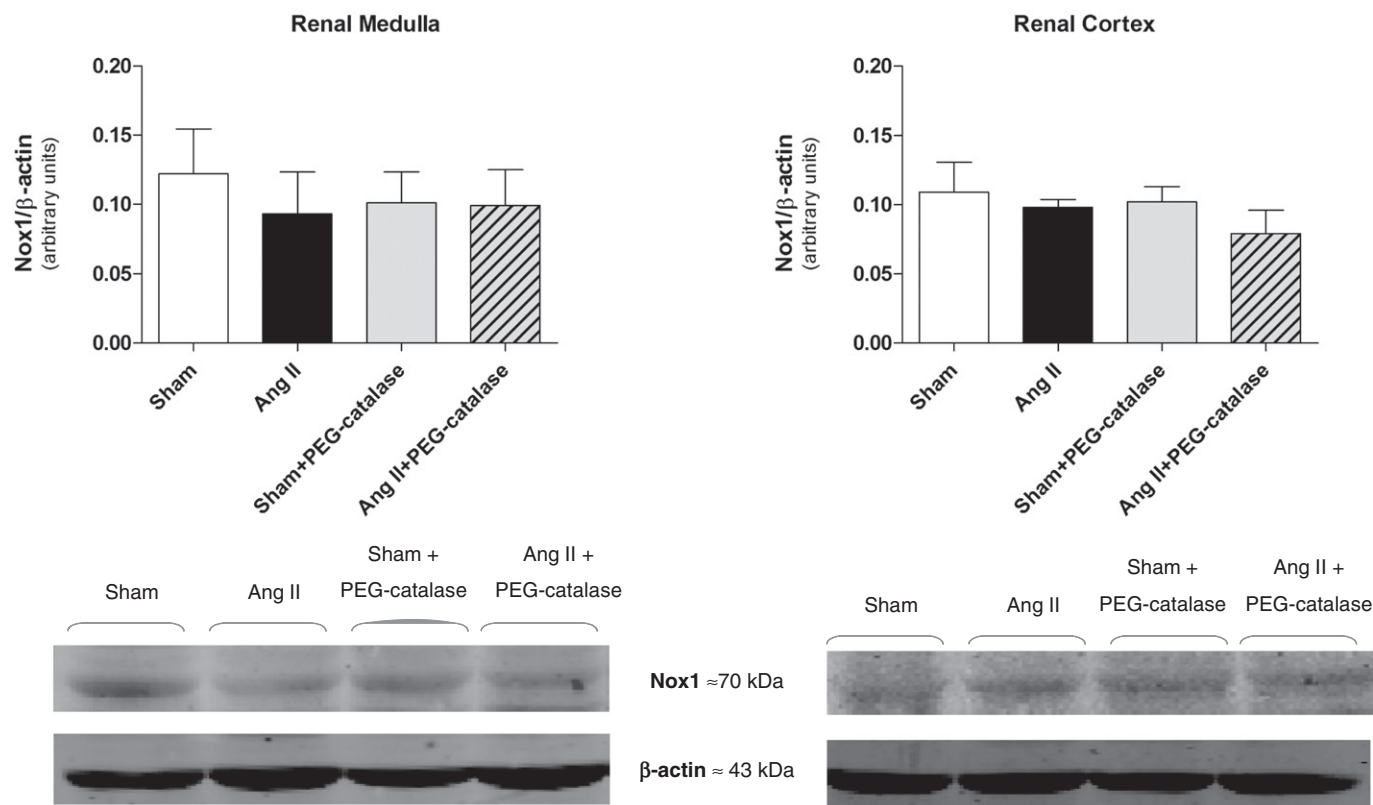 Renal Medulla
0.20
0.15
0.10
0.05
0.00
Nox1/β-actin
(arbitrary units)
Sham
Ang II
Sham+PEG-catalase
Ang II+PEG-catalase
Renal Cortex
0.20
0.15
0.10
0.05
0.00
Nox1/β-actin
(arbitrary units)
Sham
Ang II
Sham+PEG-catalase
Ang II+PEG-catalase
Sham
Ang II
Sham +
PEG-catalase
Ang II +
PEG-catalase
Sham
Ang II
Sham +
PEG-catalase
Ang II +
PEG-catalase
Nox1 ≈70 kDa
β-actin ≈ 43 kDa